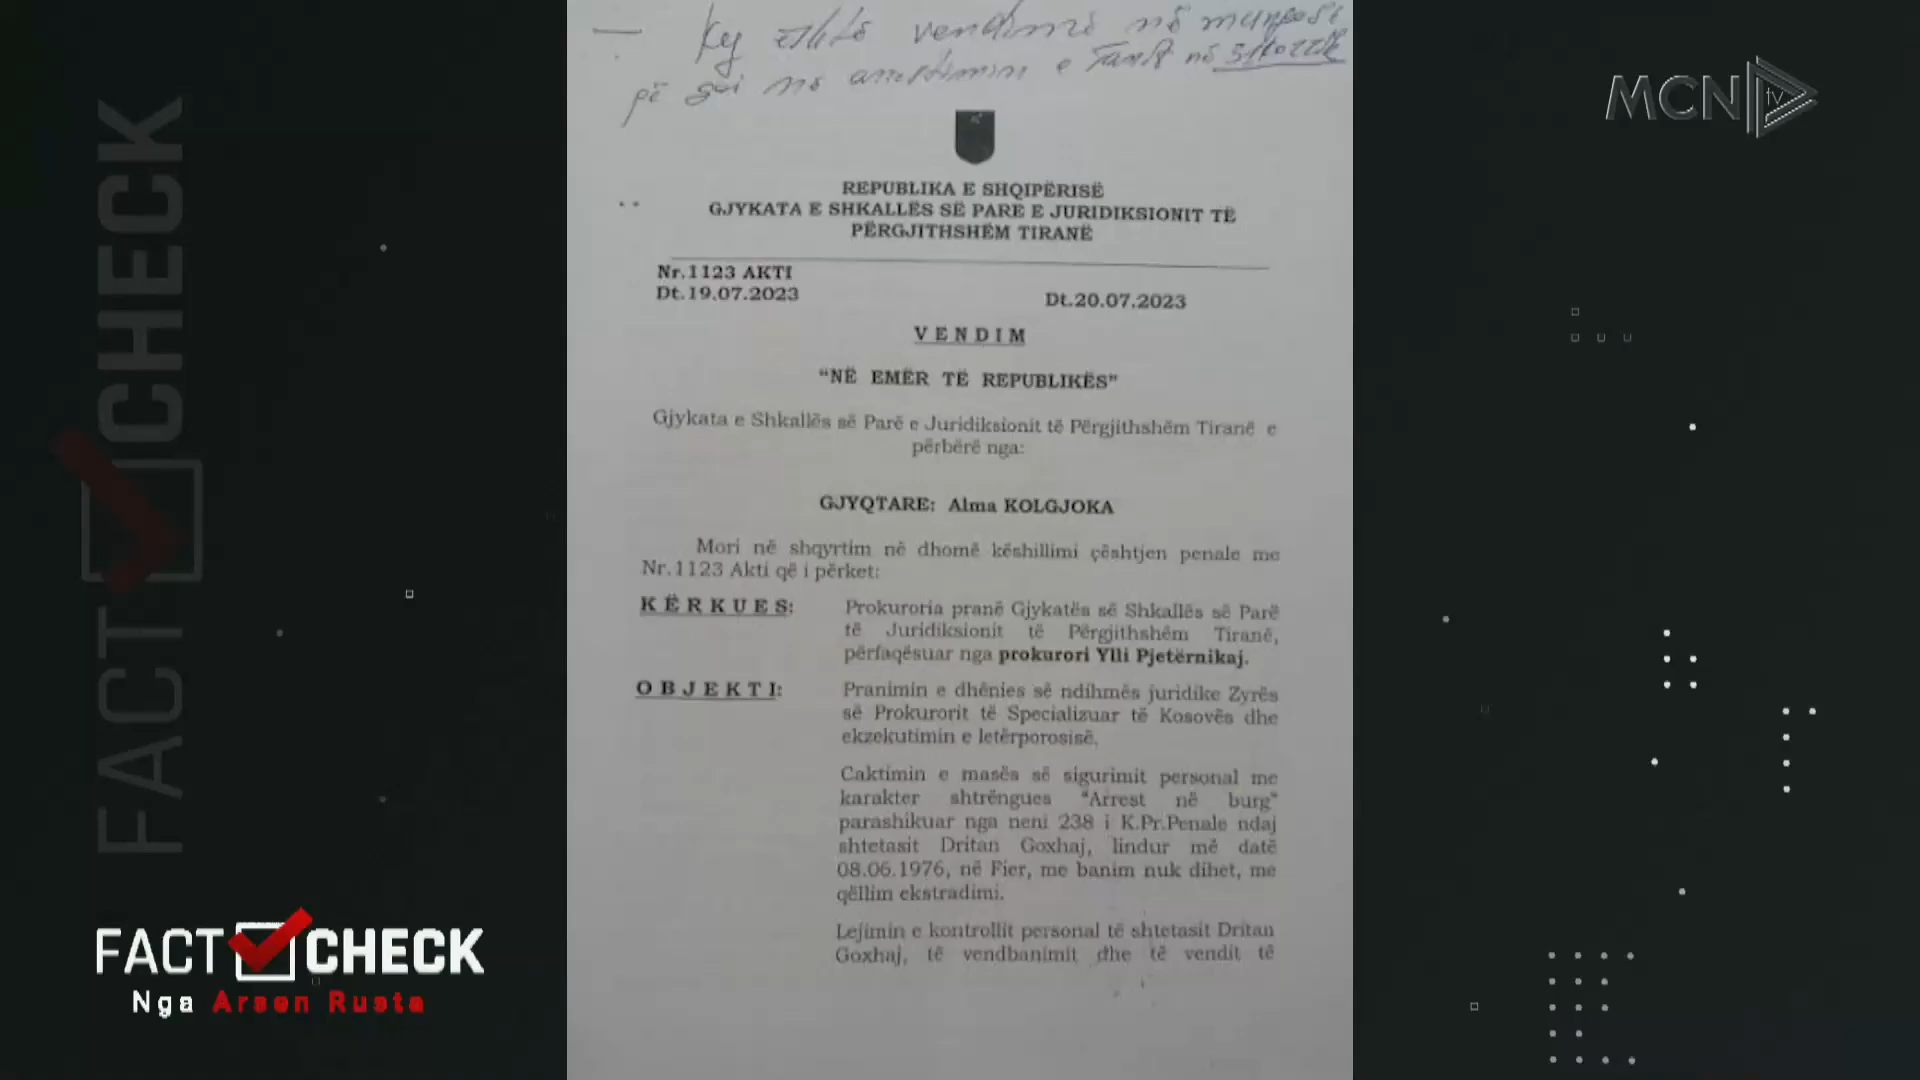 Ky është vendimi në
në arrestimin e
MCN tv
REPUBLIKA E SHQIPËRISË
GJYKATA E SHKALLËS SË PARË E JURIDIKSIONIT TË
PËRGJITHSHËM TIRANË
Nr.1123 AKTI
Dt.19.07.2023
Dt.20.07.2023
VENDIM
“NË EMËR TË REPUBLIKËS”
Gjykata e Shkallës së Parë e Juridiksionit të Përgjithshëm Tiranë e
përbërë nga:
GJYQTARE: Alma KOLGJOKA
Mori në shqyrtim në dhomë këshillimi çështjen penale me
Nr.1123 Akti që i përket:
KËRKUES: Prokuroria pranë Gjykatës së Shkallës së Parë
të Juridiksionit të Përgjithshëm Tiranë,
përfaqësuar nga prokurori Ylli Pjetërnikaj.
OBJEKTI: Pranimin e dhënies së ndihmës juridike Zyrës
së Prokurorit të Specializuar të Kosovës dhe
ekzekutimin e letërporosisë.
Caktimin e masës së sigurimit personal me
karakter shtrëngues “Arrest në burg”
parashikuar nga neni 238 i K.Pr.Penale ndaj
shtetasit Dritan Goxhaj, lindur më datë
08.06.1976, në Fier, me banim nuk dihet, me
qëllim ekstradimi.
Lejimin e kontrollit personal të shtetasit Dritan
Goxhaj, të vendbanimit dhe të vendit të
FACT CHECK
FACT CHECK
Nga Arsen Rusta